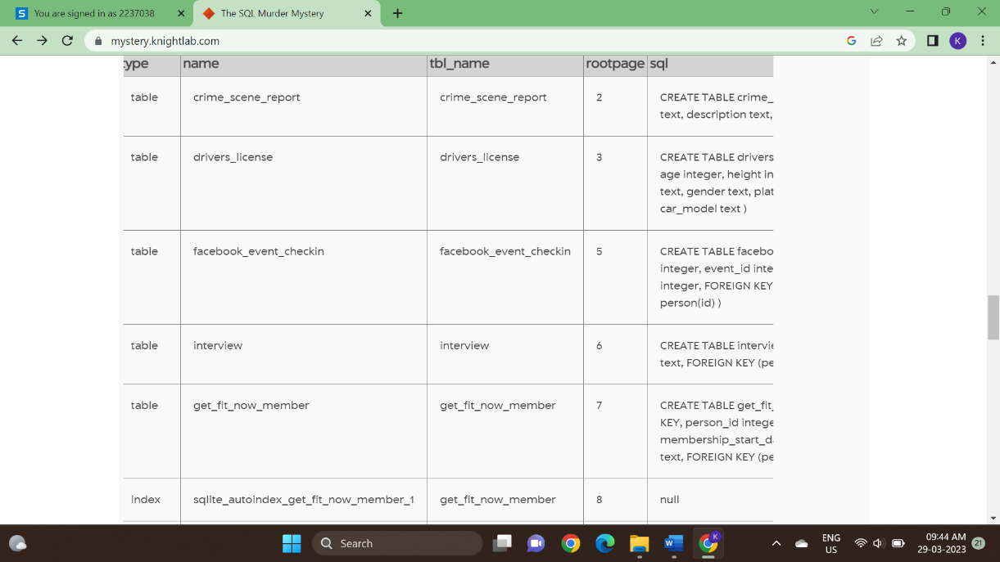 You are signed in as 2237038
The SQL Murder Mystery
mystery.knightlab.com
K
type name tbl_name rootpage sql
table crime_scene_report crime_scene_report 2 CREATE TABLE crime_
text, description text,
table drivers_license drivers_license 3 CREATE TABLE drivers
age integer, height in
text, gender text, plat
car_model text )
table facebook_event_checkin facebook_event_checkin 5 CREATE TABLE facebo
integer, event_id inte
integer, FOREIGN KEY
person(id) )
table interview interview 6 CREATE TABLE intervie
text, FOREIGN KEY (pe
table get_fit_now_member get_fit_now_member 7 CREATE TABLE get_fit_
KEY, person_id intege
membership_start_da
text, FOREIGN KEY (pe
index sqlite_autoindex_get_fit_now_member_1 get_fit_now_member 8 null
Search
ENG
US
09:44 AM
29-03-2023
21